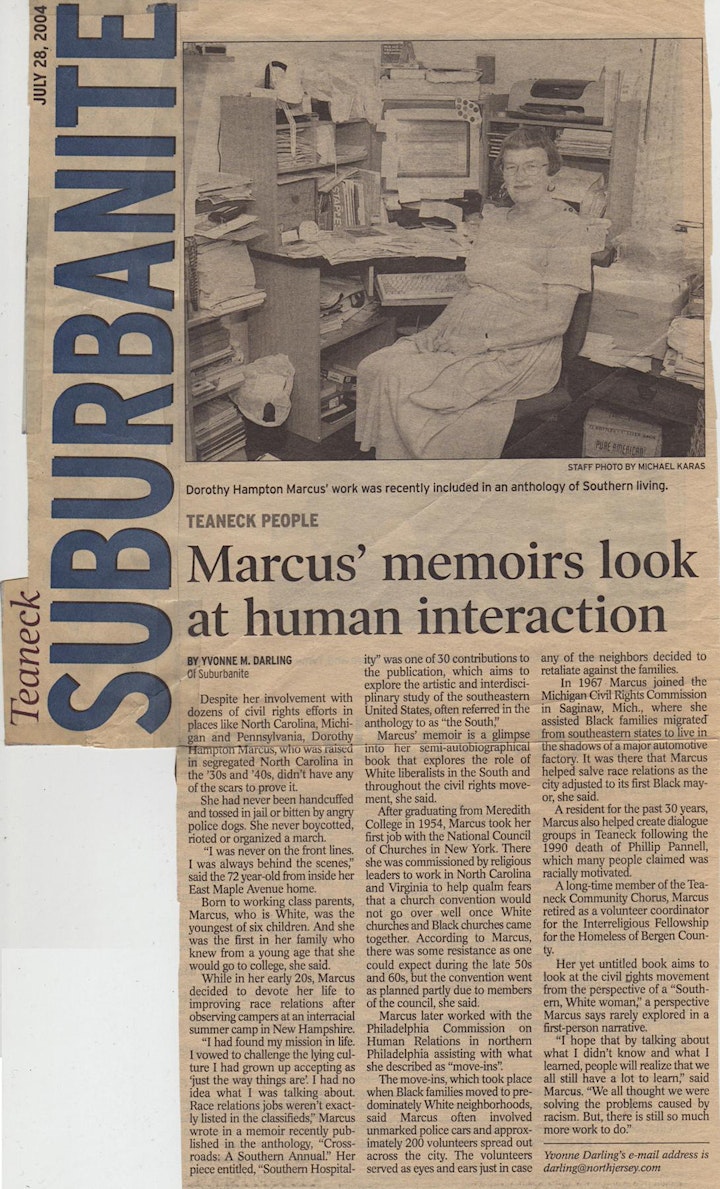 JULY 28, 2004
Teaneck
SUBURBANITE
TAPES
PURE AMERICAN
STAFF PHOTO BY MICHAEL KARAS
Dorothy Hampton Marcus' work was recently included in an anthology of Southern living.
TEANECK PEOPLE
Marcus' memoirs look
at human interaction
BY YVONNE M. DARLING
Of Suburbanite
Despite her involvement with
dozens of civil rights efforts in
places like North Carolina, Michi-
gan and Pennsylvania, Dorothy
Hampton Marcus, who was raised
in segregated North Carolina in
the '30s and '40s, didn't have any
of the scars to prove it.
She had never been handcuffed
and tossed in jail or bitten by angry
police dogs. She never boycotted,
rioted or organized a march.
"I was never on the front lines.
I was always behind the scenes,"
said the 72 year-old from inside her
East Maple Avenue home.
Born to working class parents,
Marcus, who is White, was the
youngest of six children. And she
was the first in her family who
knew from a young age that she
would go to college, she said.
While in her early 20s, Marcus
decided to devote her life to
improving race relations after
observing campers at an interracial
summer camp in New Hampshire.
"I had found my mission in life.
I vowed to challenge the lying cul-
ture I had grown up accepting as
'just the way things are'. I had no
idea what I was talking about.
Race relations jobs weren't exact-
ly listed in the classifieds," Marcus
wrote in a memoir recently pub-
lished in the anthology, "Cross-
roads: A Southern Annual." Her
piece entitled, "Southern Hospital-
ity" was one of 30 contributions to
the publication, which aims to
explore the artistic and interdisci-
plinary study of the southeastern
United States, often referred in the
anthology to as "the South,"
Marcus' memoir is a glimpse
into her semi-autobiographical
book that explores the role of
White liberalists in the South and
throughout the civil rights move-
ment, she said.
After graduating from Meredith
College in 1954, Marcus took her
first job with the National Council
of Churches in New York. There
she was commissioned by religious
leaders to work in North Carolina
and Virginia to help qualm fears
that a church convention would
not go over well once White
churches and Black churches came
together. According to Marcus,
there was some resistance as one
could expect during the late 50s
and 60s, but the convention went
as planned partly due to members
of the council, she said.
Marcus later worked with the
Philadelphia Commission on
Human Relations in northern
Philadelphia assisting with what
she described as "move-ins".
The move-ins, which took place
when Black families moved to pre-
dominately White neighborhoods,
said Marcus often involved
unmarked police cars and approx-
imately 200 volunteers spread out
across the city. The volunteers
served as eyes and ears just in case
any of the neighbors decided to
retaliate against the families.
In 1967 Marcus joined the
Michigan Civil Rights Commission
in Saginaw, Mich., where she
assisted Black families migrated
from southeastern states to live in
the shadows of a major automotive
factory. It was there that Marcus
helped salve race relations as the
city adjusted to its first Black may-
or, she said.
A resident for the past 30 years,
Marcus also helped create dialogue
groups in Teaneck following the
1990 death of Phillip Pannell,
which many people claimed was
racially motivated.
A long-time member of the Tea-
neck Community Chorus, Marcus
retired as a volunteer coordinator
for the Interreligious Fellowship
for the Homeless of Bergen Coun-
ty.
Her yet untitled book aims to
look at the civil rights movement
from the perspective of a "South-
ern, White woman," a perspective
Marcus says rarely explored in a
first-person narrative.
"I hope that by talking about
what I didn't know and what I
learned, people will realize that we
all still have a lot to learn," said
Marcus. "We all thought we were
solving the problems caused by
racism. But, there is still so much
more work to do."
Yvonne Darling's e-mail address is
darling@northjersey.com